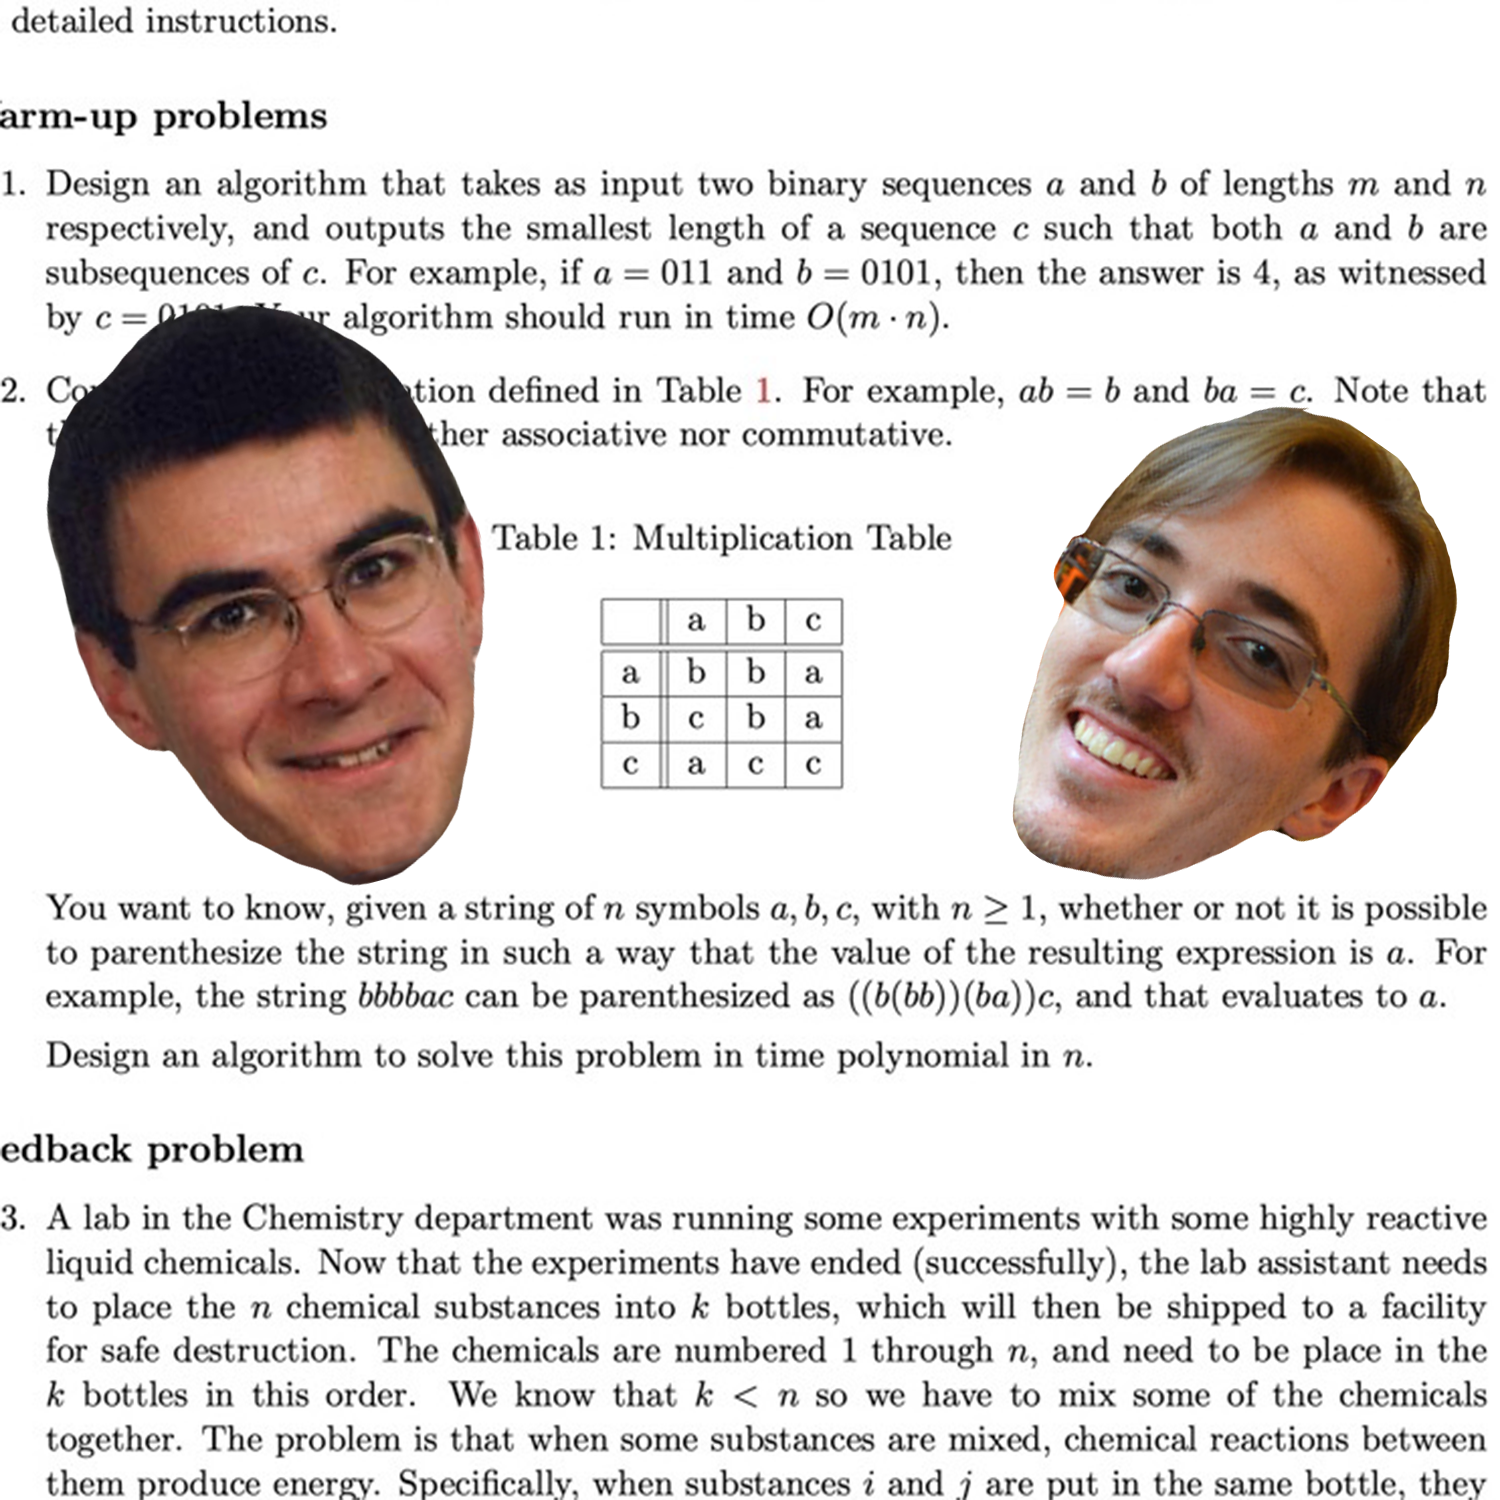 detailed instructions.
arm-up problems
1. Design an algorithm that takes as input two binary sequences a and b of lengths m and n
respectively, and outputs the smallest length of a sequence c such that both a and b are
subsequences of c. For example, if a = 011 and b = 0101, then the answer is 4, as witnessed
by c = algorithm should run in time O(m · n).
2. defined in Table 1. For example, ab = b and ba = c. Note that
associative nor commutative.
Table 1: Multiplication Table
a b c
a b b a
b c b a
c a c c
You want to know, given a string of n symbols a, b, c, with n ≥ 1, whether or not it is possible
to parenthesize the string in such a way that the value of the resulting expression is a. For
example, the string bbbbac can be parenthesized as ((b(bb))(ba))c, and that evaluates to a.
Design an algorithm to solve this problem in time polynomial in n.
edback problem
3. A lab in the Chemistry department was running some experiments with some highly reactive
liquid chemicals. Now that the experiments have ended (successfully), the lab assistant needs
to place the n chemical substances into k bottles, which will then be shipped to a facility
for safe destruction. The chemicals are numbered 1 through n, and need to be place in the
k bottles in this order. We know that k < n so we have to mix some of the chemicals
together. The problem is that when some substances are mixed, chemical reactions between
them produce energy. Specifically, when substances i and j are put in the same bottle, they